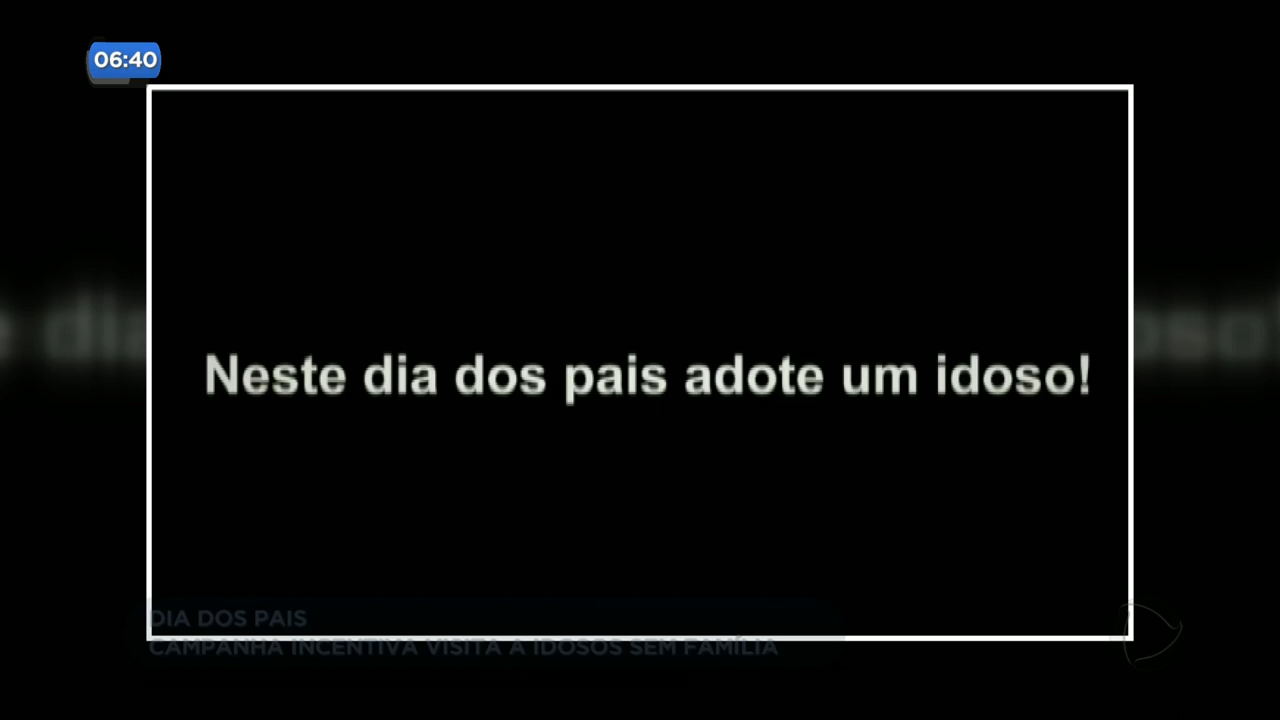 06:40
Neste dia dos pais adote um idoso!
DIA DOS PAIS
CAMPANHA INCENTIVA VISITA A IDOSOS SEM FAMÍLIA